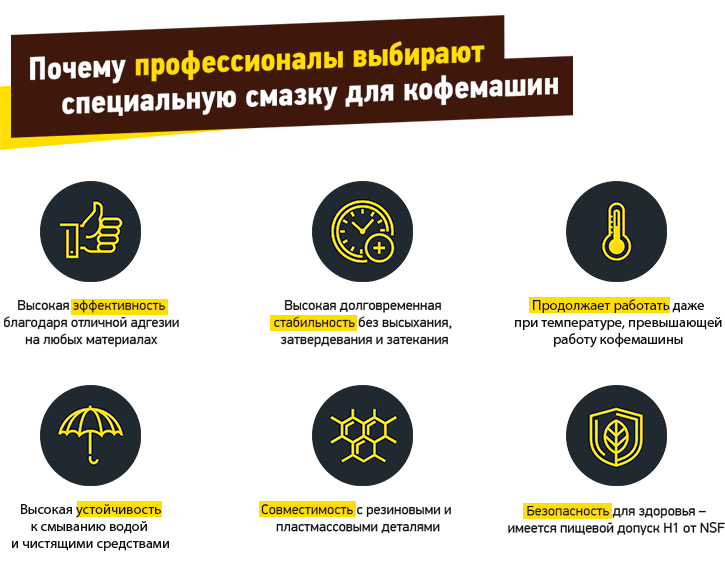 Почему профессионалы выбирают
специальную смазку для кофемашин
Высокая эффективность
благодаря отличной адгезии
на любых материалах
Высокая долговременная
стабильность без высыхания,
затвердевания и затекания
Продолжает работать даже
при температуре, превышающей
работу кофемашины
Высокая устойчивость
к смыванию водой
и чистящими средствами
Совместимость с резиновыми и
пластмассовыми деталями
Безопасность для здоровья –
имеется пищевой допуск H1 от NSF